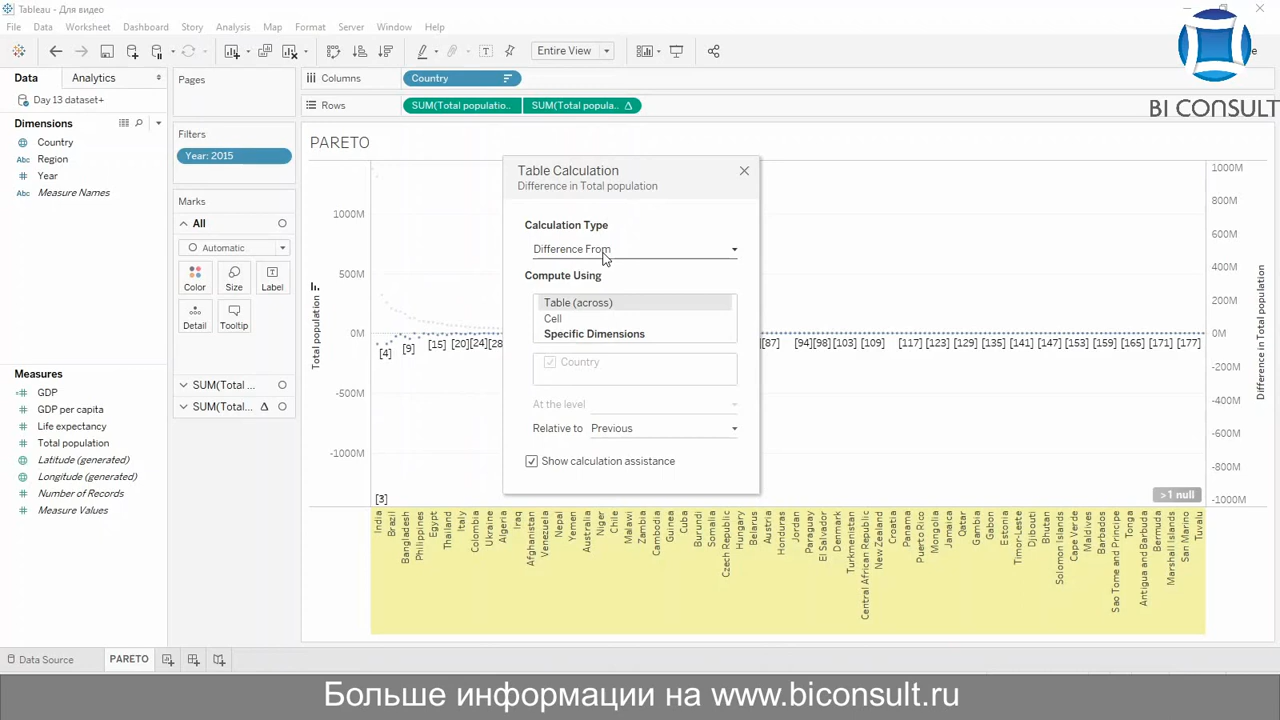 Tableau - Для видео
File Data Worksheet Dashboard Story Analysis Map Format Server Window Help
Entire View
Data Analytics
Day 13 dataset+
Dimensions
Country
Abc Region
# Year
Abc Measure Names
Measures
GDP
# GDP per capita
# Life expectancy
# Total population
Latitude (generated)
Longitude (generated)
# Number of Records
# Measure Values
Pages
Filters
Year: 2015
Marks
All
Automatic
Color Size Label
Detail Tooltip
SUM(Total ...
SUM(Total... Δ
Columns Country
Rows SUM(Total populatio.. SUM(Total popula.. Δ
BI CONSULT
PARETO
Total population
1000M
500M
0M
-500M
-1000M
[3]
[4] [9] [15] [20] [24] [28
[87] [94] [98] [103] [109] [117] [123] [129] [135] [141] [147] [153] [159] [165] [171] [177]
Table Calculation
Difference in Total population
Calculation Type
Difference From
Compute Using
Table (across)
Cell
Specific Dimensions
Country
At the level
Relative to Previous
Show calculation assistance
1000M
800M
600M
400M
200M
0M
-200M
-400M
-600M
-800M
-1000M
Difference in Total population
>1 null
India
Brazil
Bangladesh
Philippines
Egypt
Thailand
Italy
Colombia
Ukraine
Algeria
Iraq
Afghanistan
Venezuela
Nepal
Yemen
Australia
Niger
Chile
Malawi
Zambia
Cambodia
Guinea
Cuba
Burundi
Somalia
Czech Republic
Hungary
Belarus
Austria
Honduras
Jordan
Paraguay
El Salvador
Denmark
Turkmenistan
Central African Republic
New Zealand
Croatia
Panama
Puerto Rico
Mongolia
Jamaica
Qatar
Gambia
Gabon
Estonia
Timor-Leste
Djibouti
Bhutan
Solomon Islands
Cape Verde
Maldives
Barbados
Sao Tome and Principe
Tonga
Antigua and Barbuda
Bermuda
Marshall Islands
San Marino
Tuvalu
Data Source PARETO
Больше информации на www.biconsult.ru